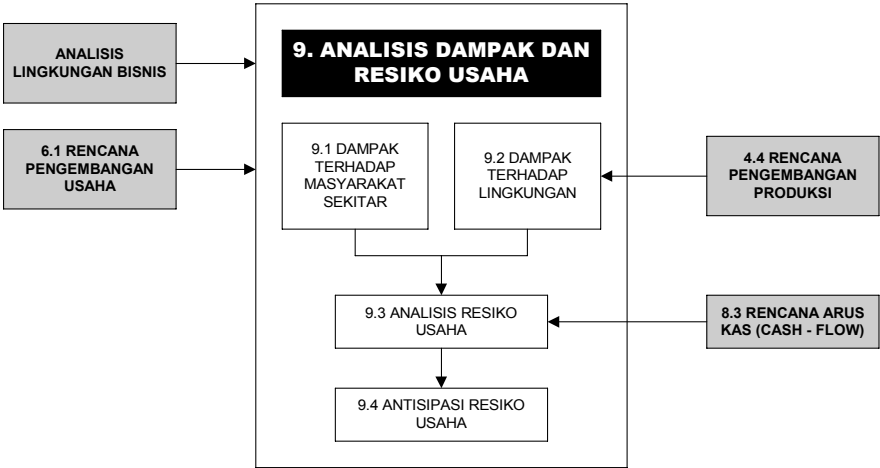 ANALISIS
LINGKUNGAN BISNIS
9. ANALISIS DAMPAK DAN
RESIKO USAHA
6.1 RENCANA
PENGEMBANGAN
USAHA
9.1 DAMPAK
TERHADAP
MASYARAKAT
SEKITAR
9.2 DAMPAK
TERHADAP
LINGKUNGAN
4.4 RENCANA
PENGEMBANGAN
PRODUKSI
9.3 ANALISIS RESIKO
USAHA
8.3 RENCANA ARUS
KAS (CASH - FLOW)
9.4 ANTISIPASI RESIKO
USAHA